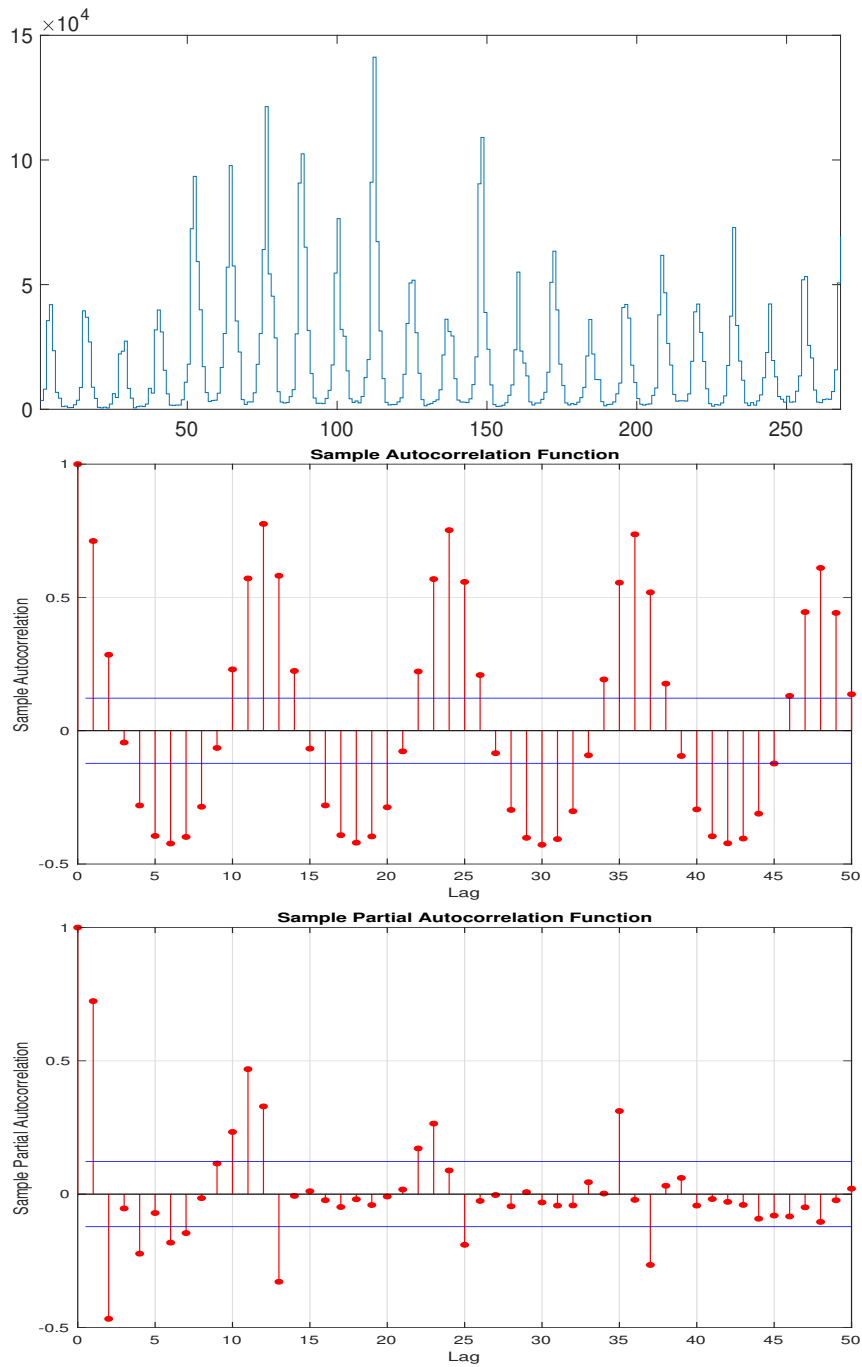 ×10⁴
15
10
5
0
50 100 150 200 250
Sample Autocorrelation Function
1
0.5
0
-0.5
Sample Autocorrelation
0 5 10 15 20 25 30 35 40 45 50
Lag
Sample Partial Autocorrelation Function
1
0.5
0
-0.5
Sample Partial Autocorrelation
0 5 10 15 20 25 30 35 40 45 50
Lag